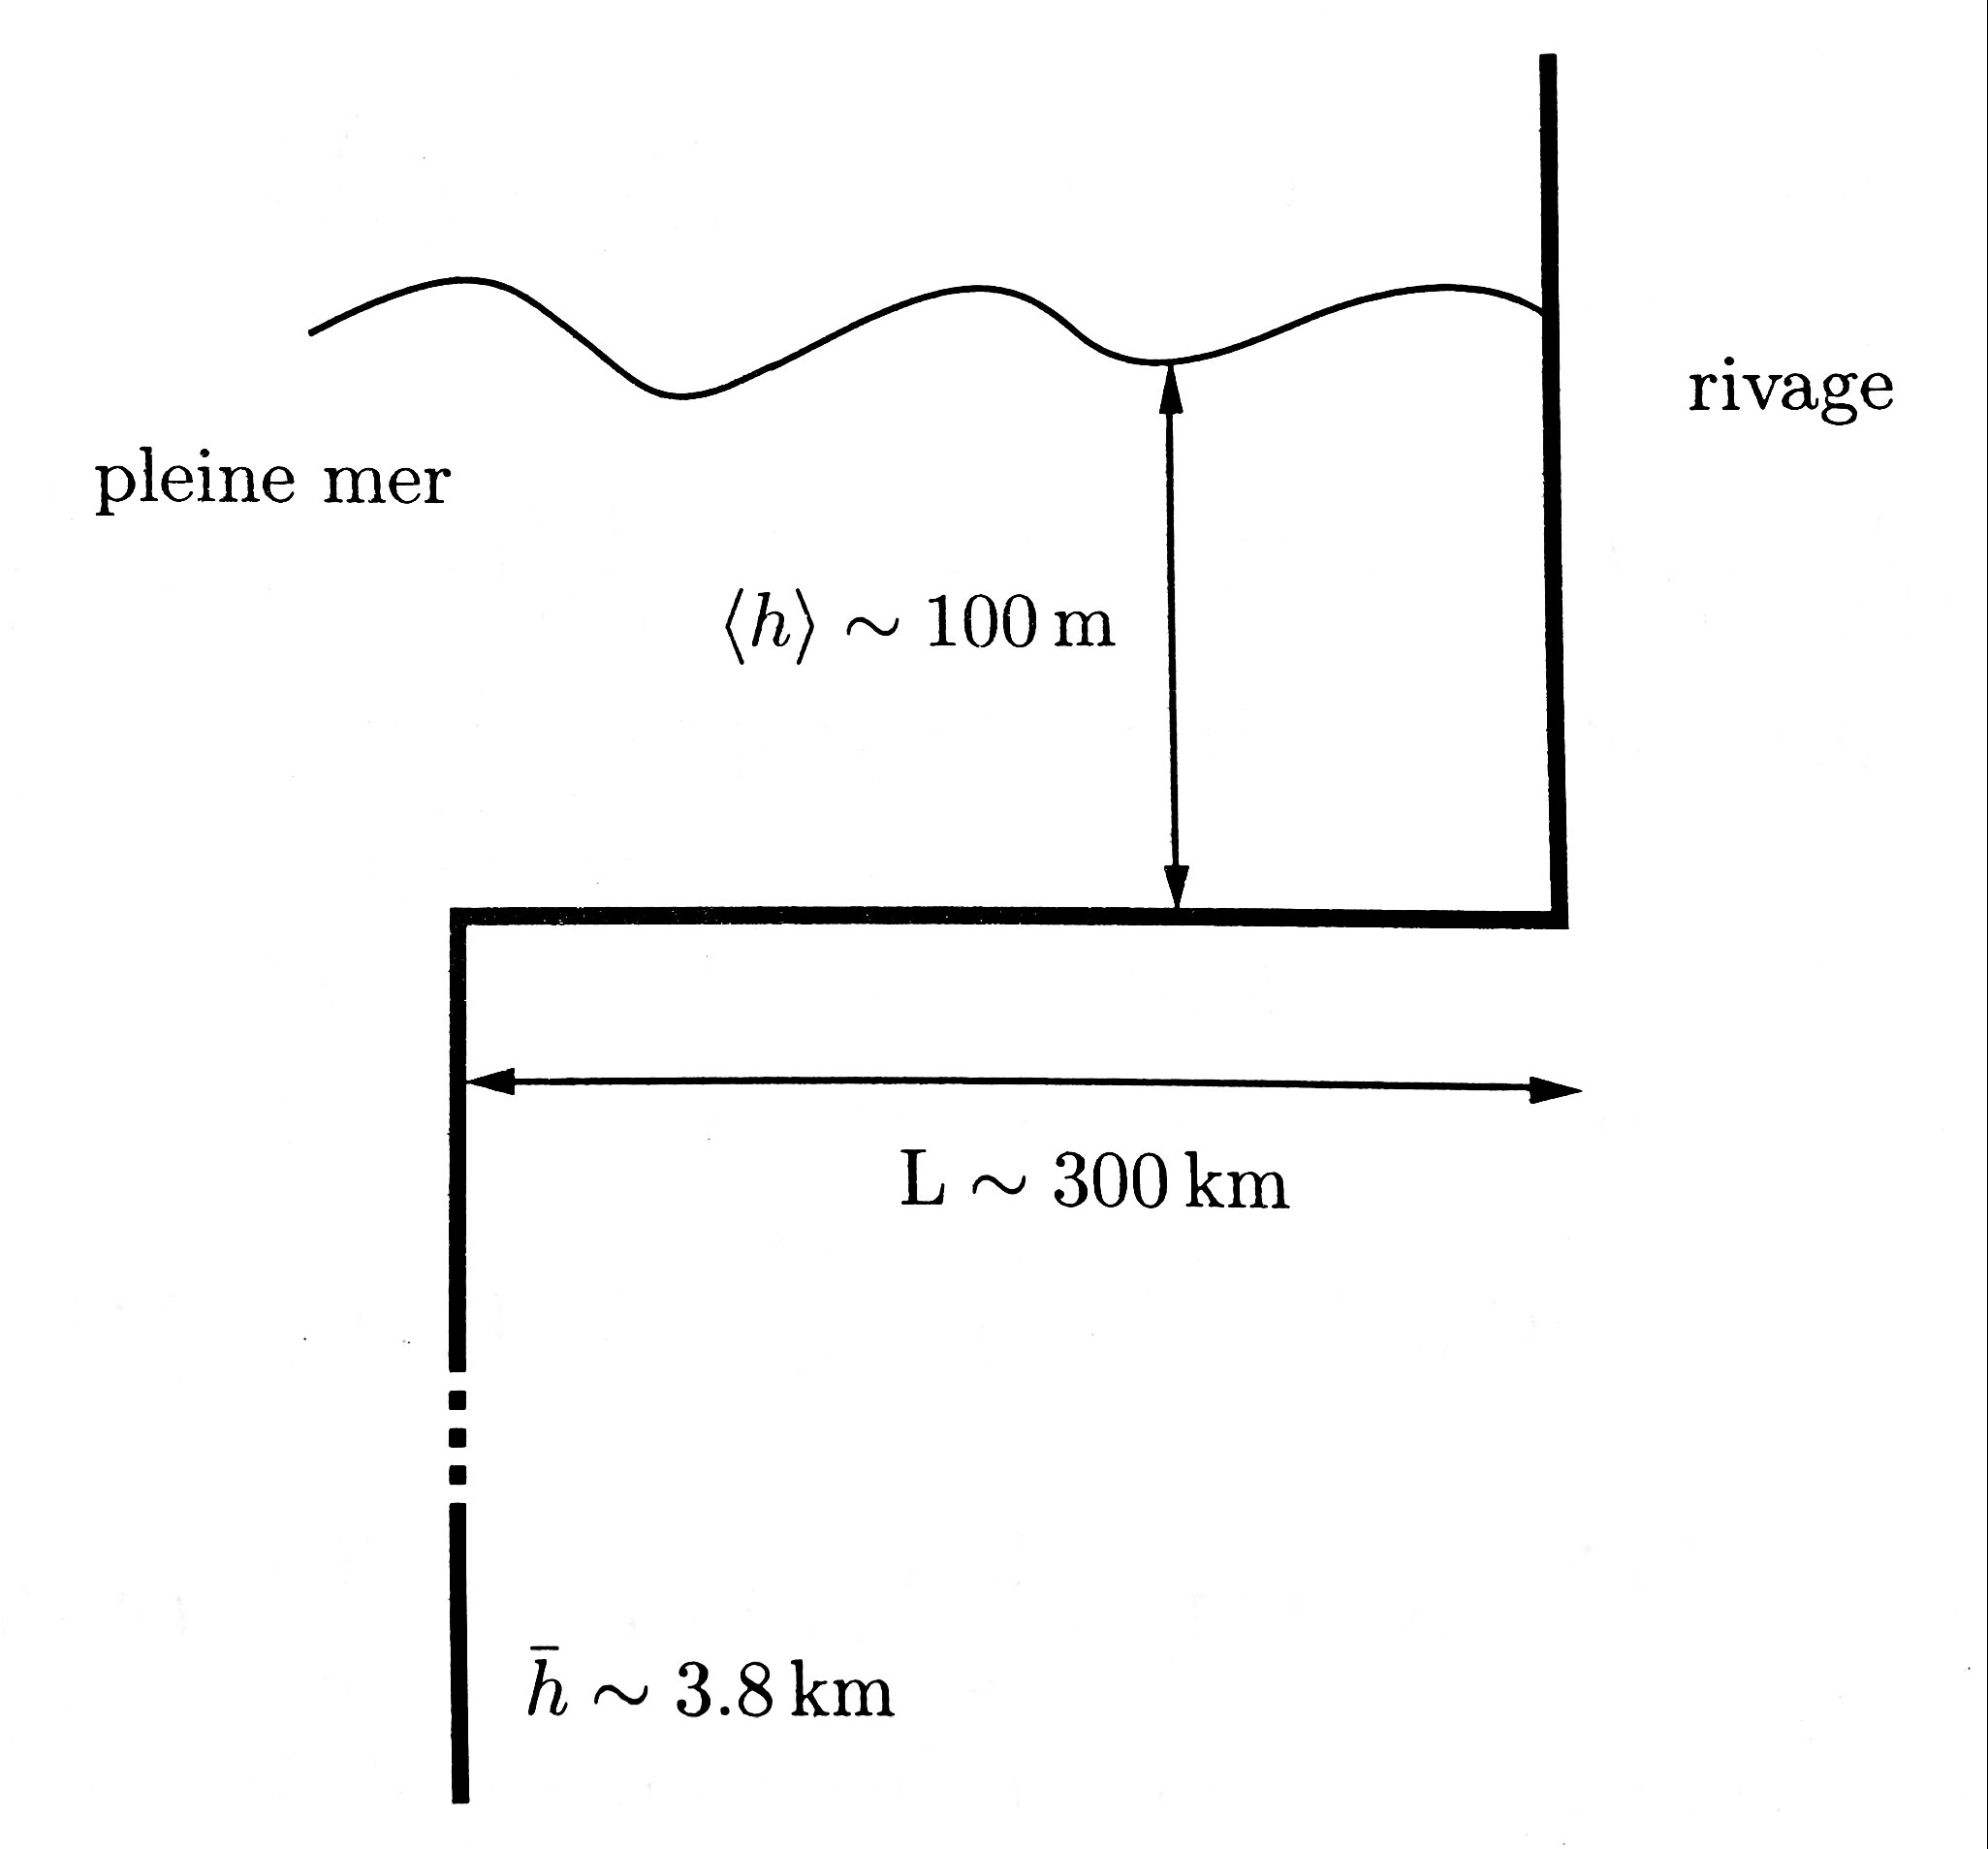 rivage
pleine mer
⟨h⟩ ∼ 100 m
L ∼ 300 km
h̄ ∼ 3.8 km